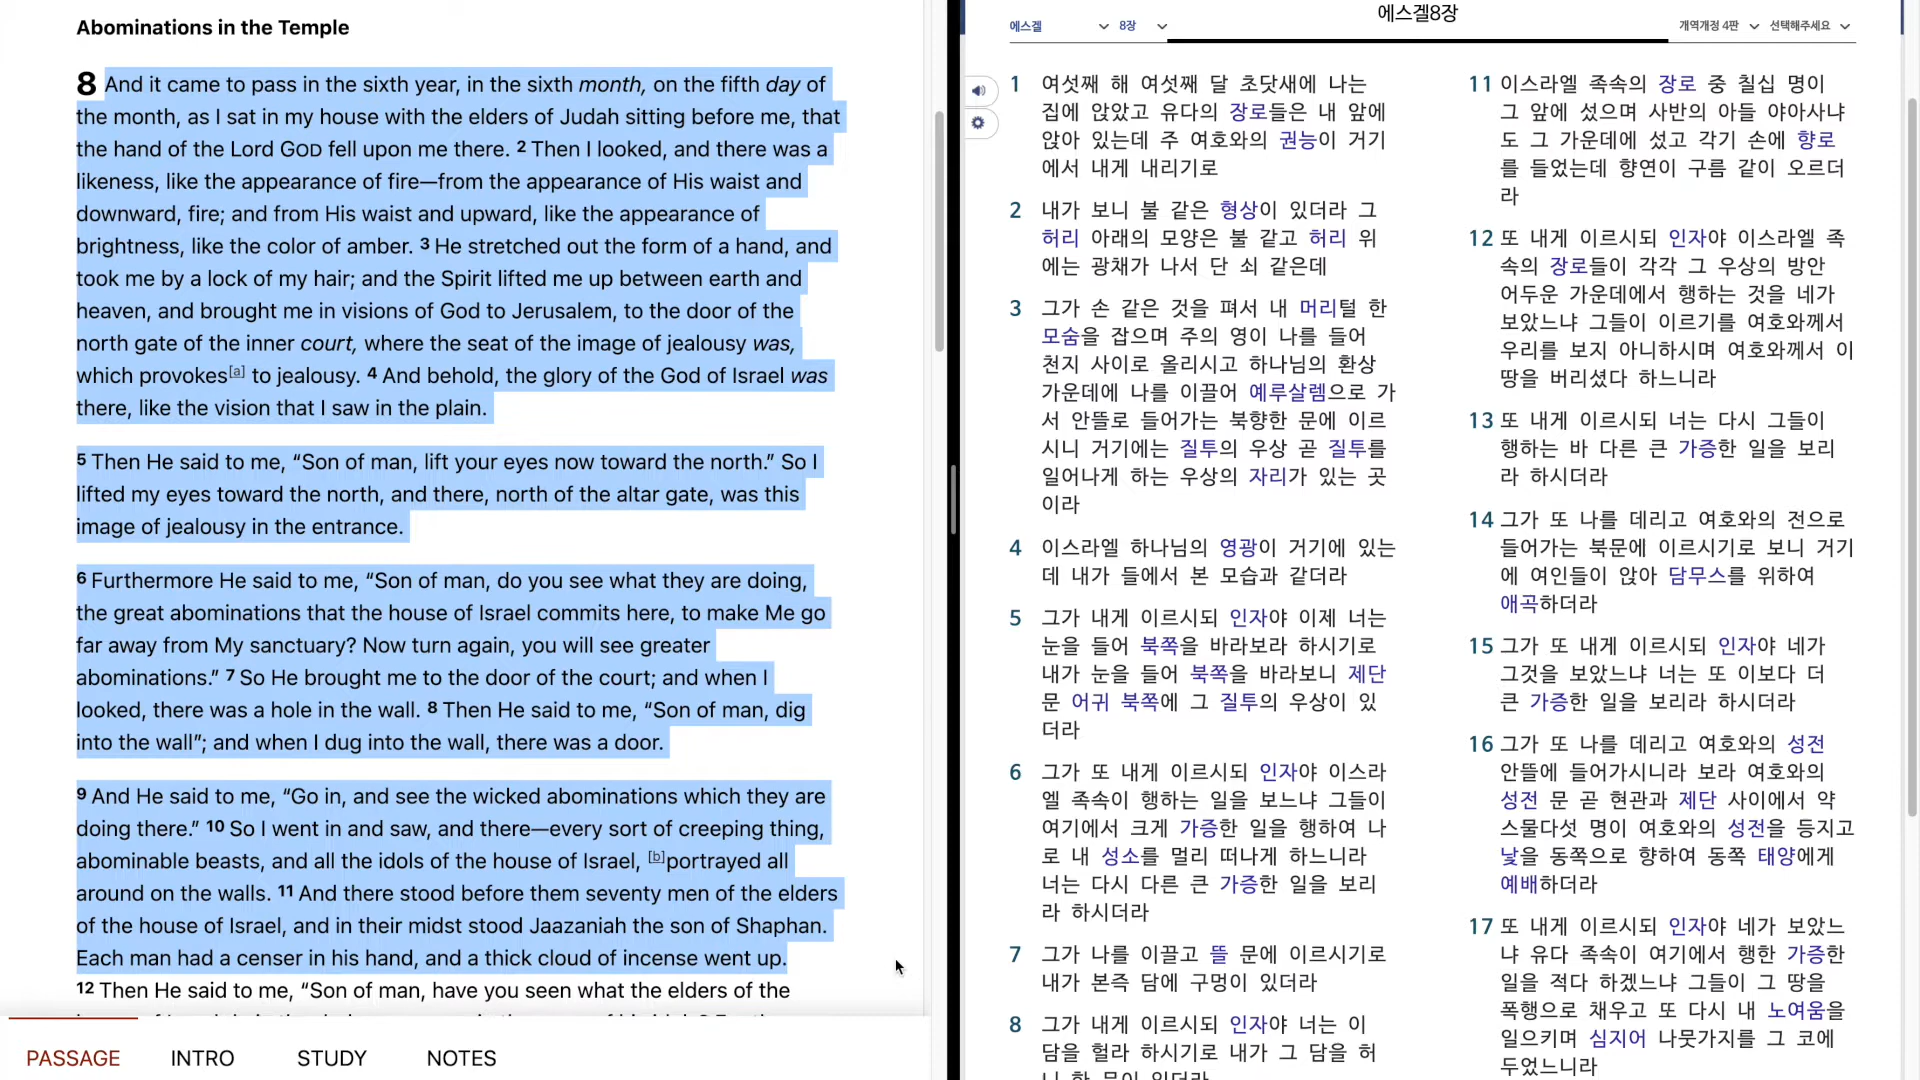 Abominations in the Temple
8 And it came to pass in the sixth year, in the sixth month, on the fifth day of
the month, as I sat in my house with the elders of Judah sitting before me, that
the hand of the Lord GOD fell upon me there. 2 Then I looked, and there was a
likeness, like the appearance of fire—from the appearance of His waist and
downward, fire; and from His waist and upward, like the appearance of
brightness, like the color of amber. 3 He stretched out the form of a hand, and
took me by a lock of my hair; and the Spirit lifted me up between earth and
heaven, and brought me in visions of God to Jerusalem, to the door of the
north gate of the inner court, where the seat of the image of jealousy was,
which provokes[a] to jealousy. 4 And behold, the glory of the God of Israel was
there, like the vision that I saw in the plain.
5 Then He said to me, “Son of man, lift your eyes now toward the north.” So I
lifted my eyes toward the north, and there, north of the altar gate, was this
image of jealousy in the entrance.
6 Furthermore He said to me, “Son of man, do you see what they are doing,
the great abominations that the house of Israel commits here, to make Me go
far away from My sanctuary? Now turn again, you will see greater
abominations.” 7 So He brought me to the door of the court; and when I
looked, there was a hole in the wall. 8 Then He said to me, “Son of man, dig
into the wall”; and when I dug into the wall, there was a door.
9 And He said to me, “Go in, and see the wicked abominations which they are
doing there.” 10 So I went in and saw, and there—every sort of creeping thing,
abominable beasts, and all the idols of the house of Israel, [b]portrayed all
around on the walls. 11 And there stood before them seventy men of the elders
of the house of Israel, and in their midst stood Jaazaniah the son of Shaphan.
Each man had a censer in his hand, and a thick cloud of incense went up.
12 Then He said to me, “Son of man, have you seen what the elders of the
PASSAGE INTRO STUDY NOTES
에스겔8장
에스겔 8장 개역개정 4판 선택해주세요
1 여섯째 해 여섯째 달 초닷새에 나는
집에 앉았고 유다의 장로들은 내 앞에
앉아 있는데 주 여호와의 권능이 거기
에서 내게 내리기로
2 내가 보니 불 같은 형상이 있더라 그
허리 아래의 모양은 불 같고 허리 위
에는 광채가 나서 단 쇠 같은데
3 그가 손 같은 것을 펴서 내 머리털 한
모숨을 잡으며 주의 영이 나를 들어
천지 사이로 올리시고 하나님의 환상
가운데에 나를 이끌어 예루살렘으로 가
서 안뜰로 들어가는 북향한 문에 이르
시니 거기에는 질투의 우상 곧 질투를
일어나게 하는 우상의 자리가 있는 곳
이라
4 이스라엘 하나님의 영광이 거기에 있는
데 내가 들에서 본 모습과 같더라
5 그가 내게 이르시되 인자야 이제 너는
눈을 들어 북쪽을 바라보라 하시기로
내가 눈을 들어 북쪽을 바라보니 제단
문 어귀 북쪽에 그 질투의 우상이 있
더라
6 그가 또 내게 이르시되 인자야 이스라
엘 족속이 행하는 일을 보느냐 그들이
여기에서 크게 가증한 일을 행하여 나
로 내 성소를 멀리 떠나게 하느니라
너는 다시 다른 큰 가증한 일을 보리
라 하시더라
7 그가 나를 이끌고 뜰 문에 이르시기로
내가 본즉 담에 구멍이 있더라
8 그가 내게 이르시되 인자야 너는 이
담을 헐라 하시기로 내가 그 담을 허
11 이스라엘 족속의 장로 중 칠십 명이
그 앞에 섰으며 사반의 아들 야아사냐
도 그 가운데에 섰고 각기 손에 향로
를 들었는데 향연이 구름 같이 오르더
라
12 또 내게 이르시되 인자야 이스라엘 족
속의 장로들이 각각 그 우상의 방안
어두운 가운데에서 행하는 것을 네가
보았느냐 그들이 이르기를 여호와께서
우리를 보지 아니하시며 여호와께서 이
땅을 버리셨다 하느니라
13 또 내게 이르시되 너는 다시 그들이
행하는 바 다른 큰 가증한 일을 보리
라 하시더라
14 그가 또 나를 데리고 여호와의 전으로
들어가는 북문에 이르시기로 보니 거기
에 여인들이 앉아 담무스를 위하여
애곡하더라
15 그가 또 내게 이르시되 인자야 네가
그것을 보았느냐 너는 또 이보다 더
큰 가증한 일을 보리라 하시더라
16 그가 또 나를 데리고 여호와의 성전
안뜰에 들어가시니라 보라 여호와의
성전 문 곧 현관과 제단 사이에서 약
스물다섯 명이 여호와의 성전을 등지고
낯을 동쪽으로 향하여 동쪽 태양에게
예배하더라
17 또 내게 이르시되 인자야 네가 보았느
냐 유다 족속이 여기에서 행한 가증한
일을 적다 하겠느냐 그들이 그 땅을
폭행으로 채우고 또 다시 내 노여움을
일으키며 심지어 나뭇가지를 그 코에
두었느니라